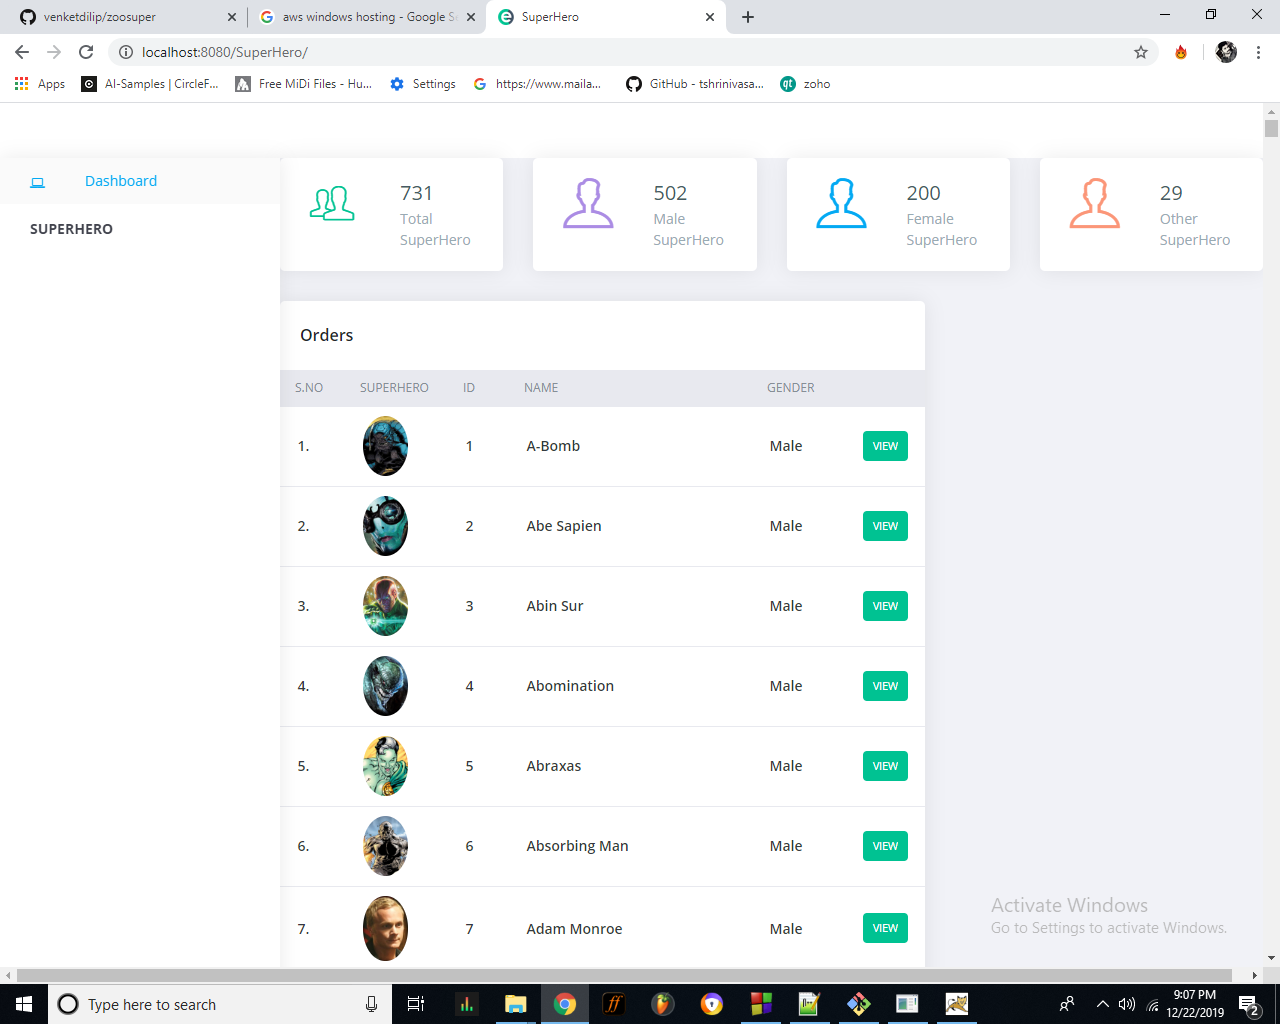 venketdilip/zoosuper
aws windows hosting - Google S
SuperHero
localhost:8080/SuperHero/
Apps
AI-Samples | CircleF...
Free MiDi Files - Hu...
Settings
https://www.maila...
GitHub - tshrinivasa...
qt
zoho
Dashboard
SUPERHERO
731
Total
SuperHero
502
Male
SuperHero
200
Female
SuperHero
29
Other
SuperHero
Orders
S.NO SUPERHERO ID NAME GENDER
1. 1 A-Bomb Male VIEW
2. 2 Abe Sapien Male VIEW
3. 3 Abin Sur Male VIEW
4. 4 Abomination Male VIEW
5. 5 Abraxas Male VIEW
6. 6 Absorbing Man Male VIEW
7. 7 Adam Monroe Male VIEW
Activate Windows
Go to Settings to activate Windows.
Type here to search
ff
9:07 PM
12/22/2019
2